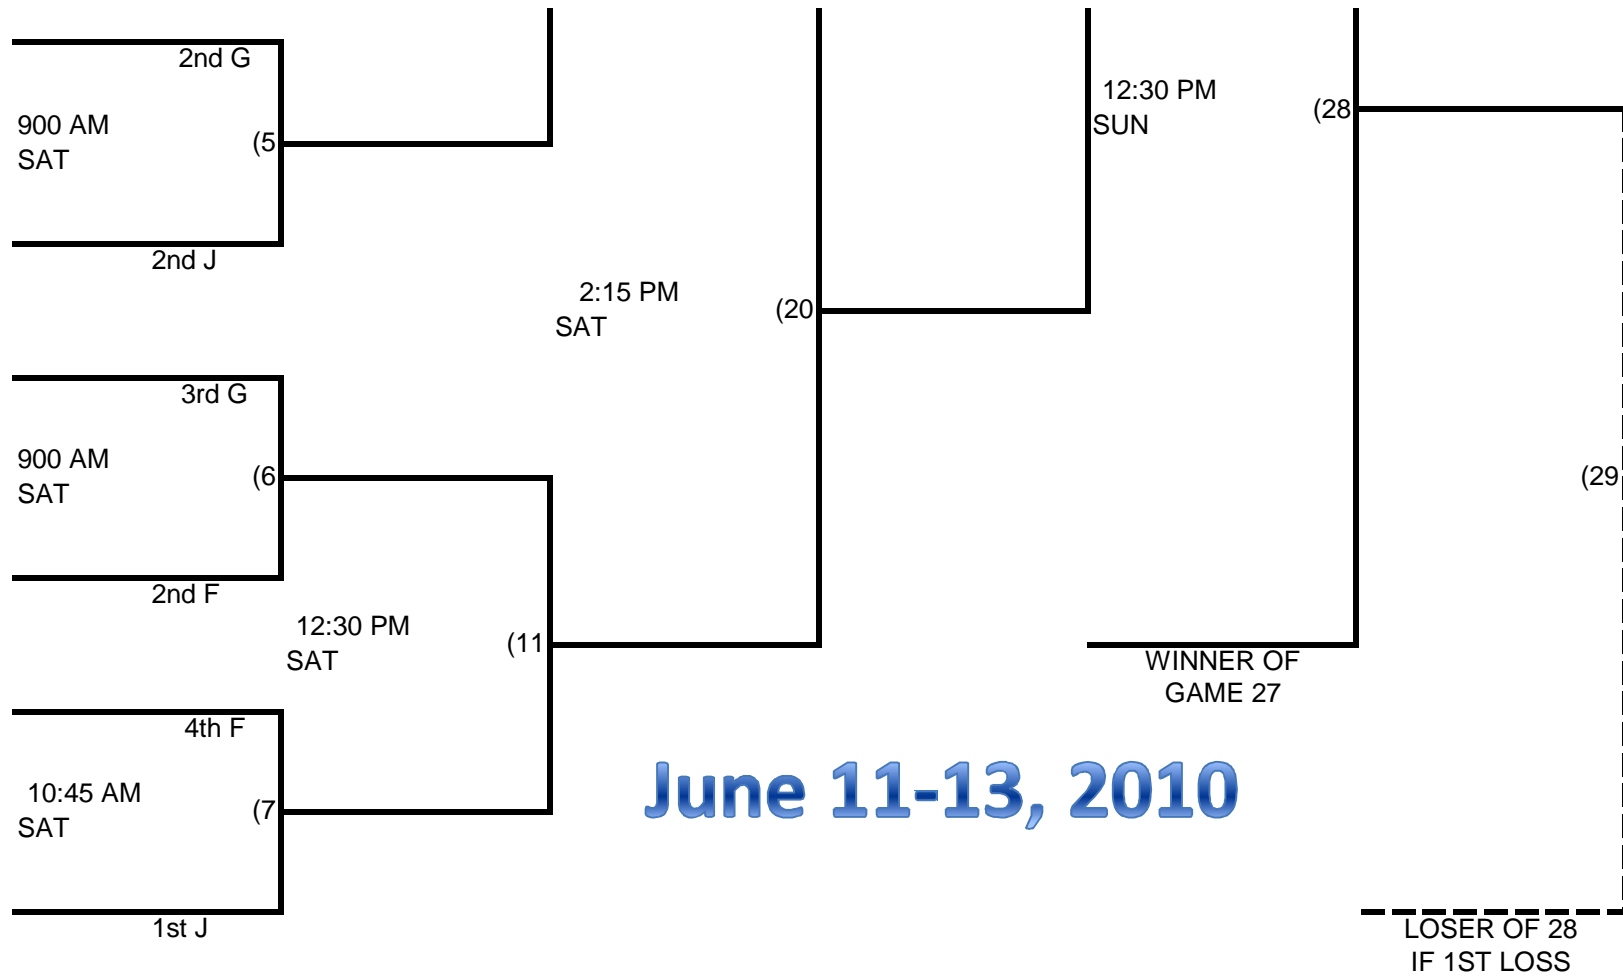 2nd G
900 AM
SAT
(5
2nd J
12:30 PM
SUN
(28
2:15 PM
SAT
(20
3rd G
900 AM
SAT
(6
2nd F
(29
12:30 PM
SAT
(11
WINNER OF
GAME 27
4th F
10:45 AM
SAT
(7
1st J
June 11-13, 2010
LOSER OF 28
IF 1ST LOSS